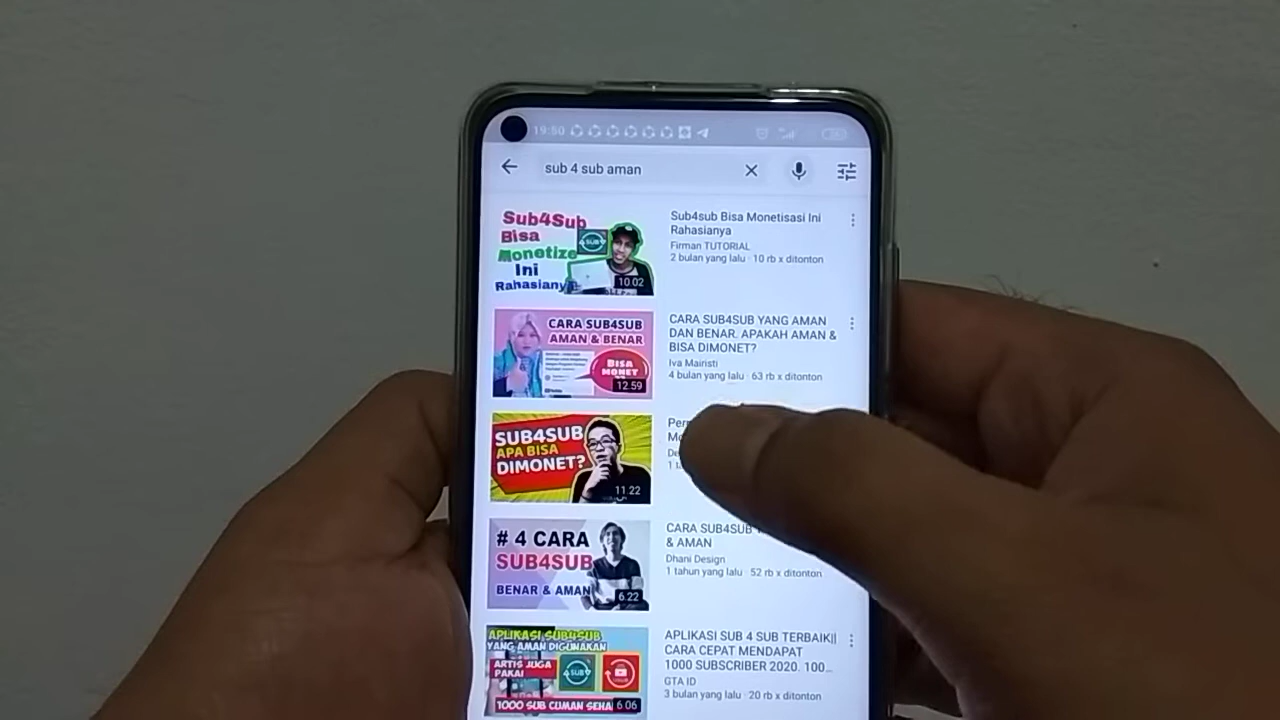 19:50
sub 4 sub aman
Sub4Sub
Bisa
Monetize
Ini
Rahasianya
SUB
10.02
Sub4sub Bisa Monetisasi Ini
Rahasianya
Firman TUTORIAL
2 bulan yang lalu · 10 rb x ditonton
CARA SUB4SUB
AMAN & BENAR
BISA
MONET
12.59
CARA SUB4SUB YANG AMAN
DAN BENAR. APAKAH AMAN &
BISA DIMONET?
Iva Mairisti
4 bulan yang lalu · 63 rb x ditonton
SUB4SUB
APA BISA
DIMONET?
11.22
# 4 CARA
SUB4SUB
BENAR & AMAN
6.22
CARA SUB4SUB
& AMAN
Dhani Design
1 tahun yang lalu · 52 rb x ditonton
APLIKASI SUB4SUB
YANG AMAN DIGUNAKAN
ARTIS JUGA
PAKAI
4SUB
1000 SUB CUMAN SEHA
6.06
APLIKASI SUB 4 SUB TERBAIK||
CARA CEPAT MENDAPAT
1000 SUBSCRIBER 2020. 100...
GTA ID
3 bulan yang lalu · 20 rb x ditonton